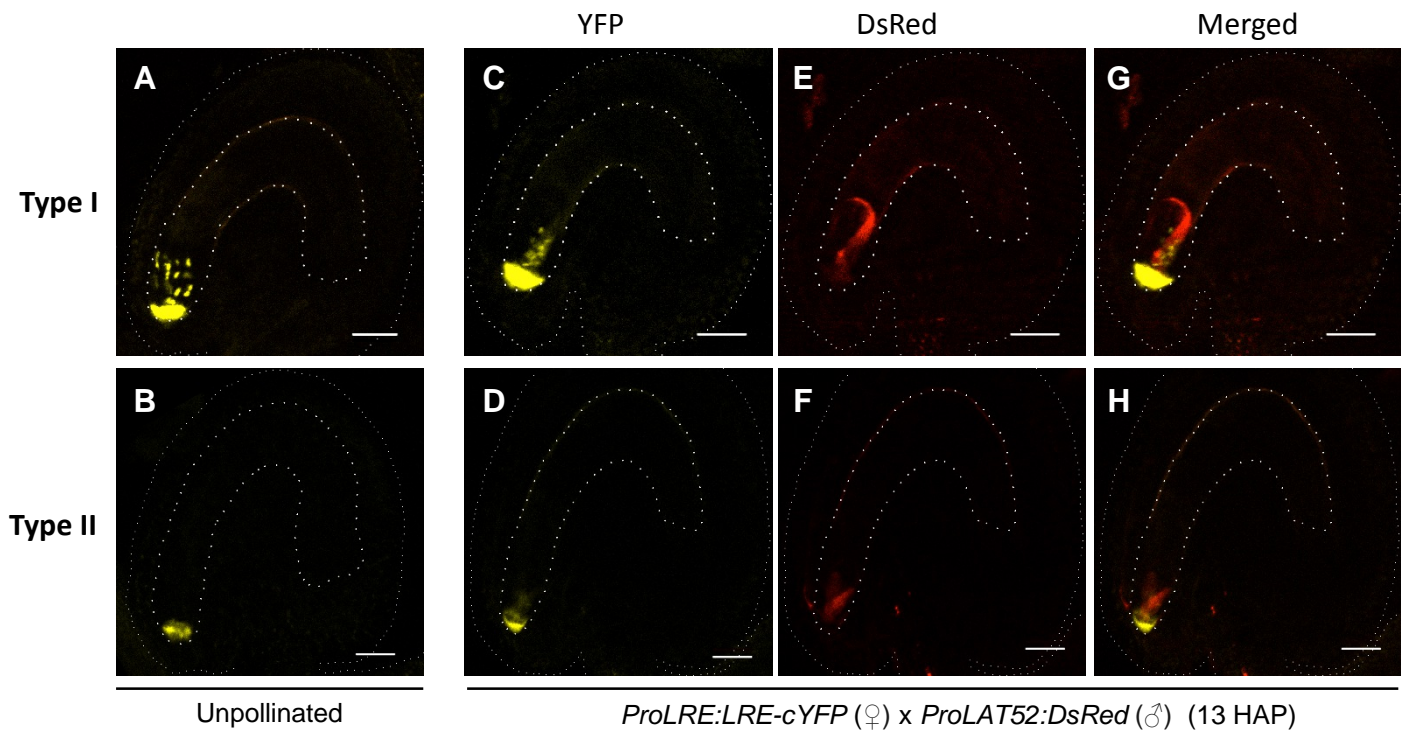 YFP DsRed Merged
A C E G
Type I
B D F H
Type II
Unpollinated
ProLRE:LRE-cYFP (♀) x ProLAT52:DsRed (♂) (13 HAP)